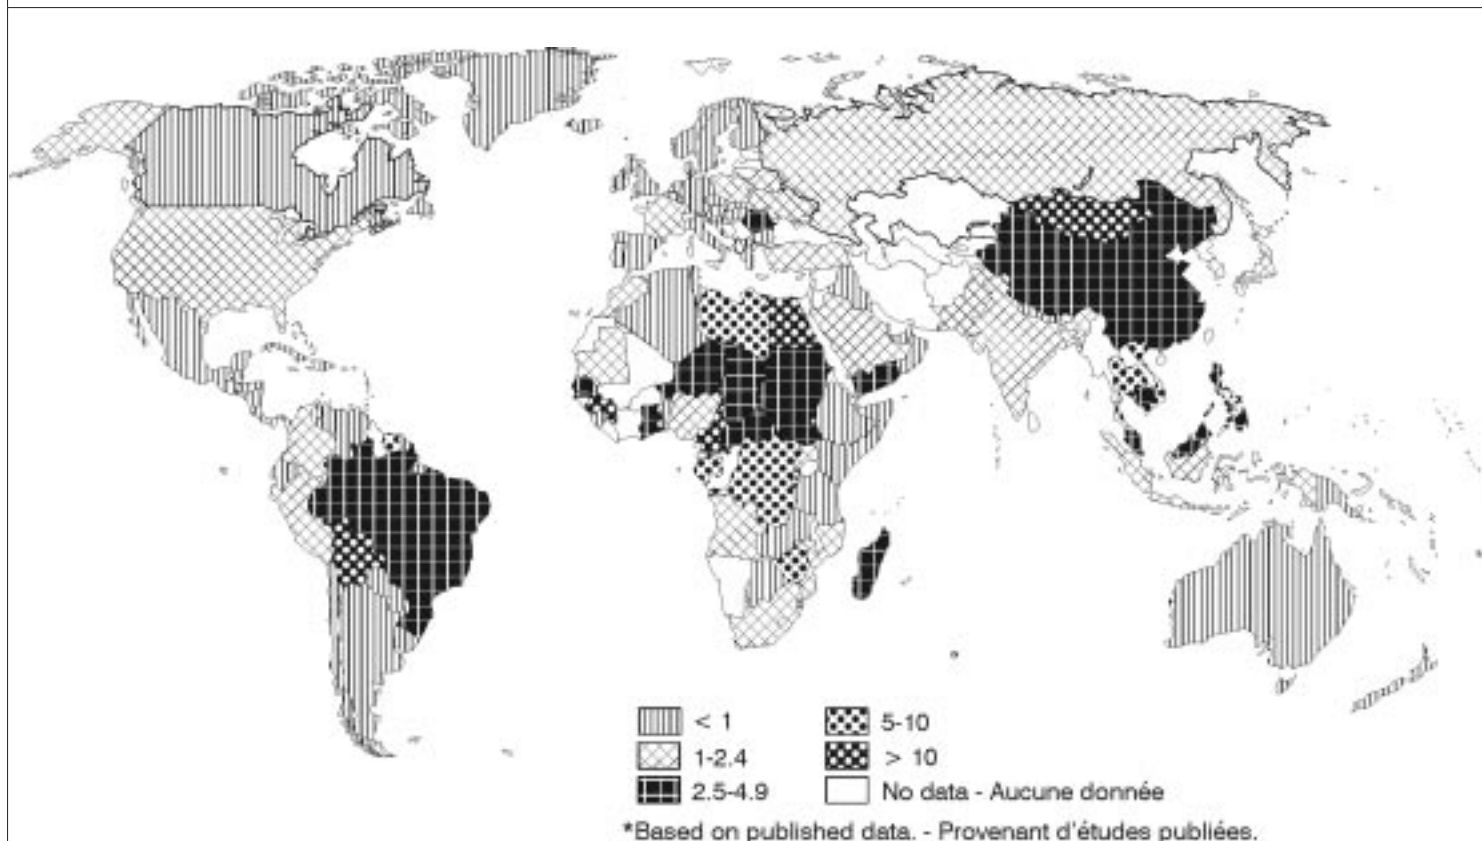 < 1
1-2.4
2.5-4.9
5-10
> 10
No data - Aucune donnée
*Based on published data. - Provenant d'études publiées.